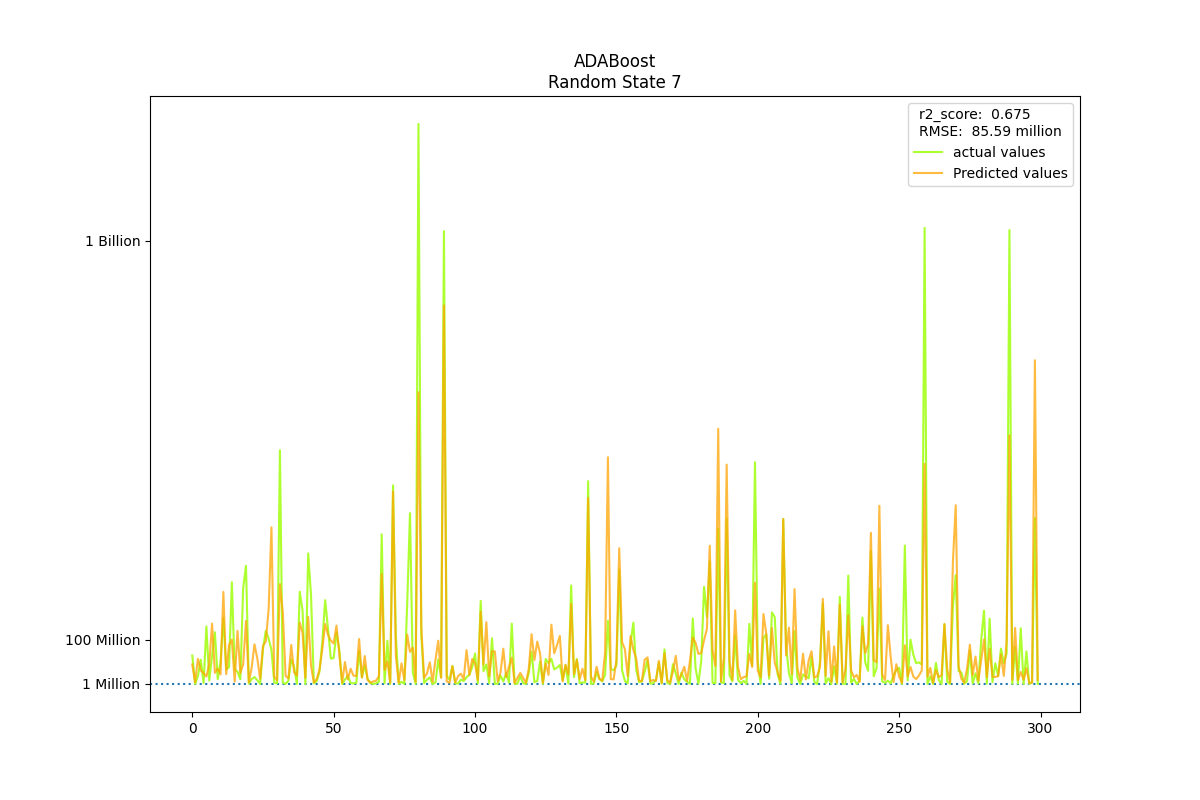 ADABoost
Random State 7
r2_score:  0.675
RMSE:  85.59 million
actual values
Predicted values
1 Billion
100 Million
1 Million
0
50
100
150
200
250
300